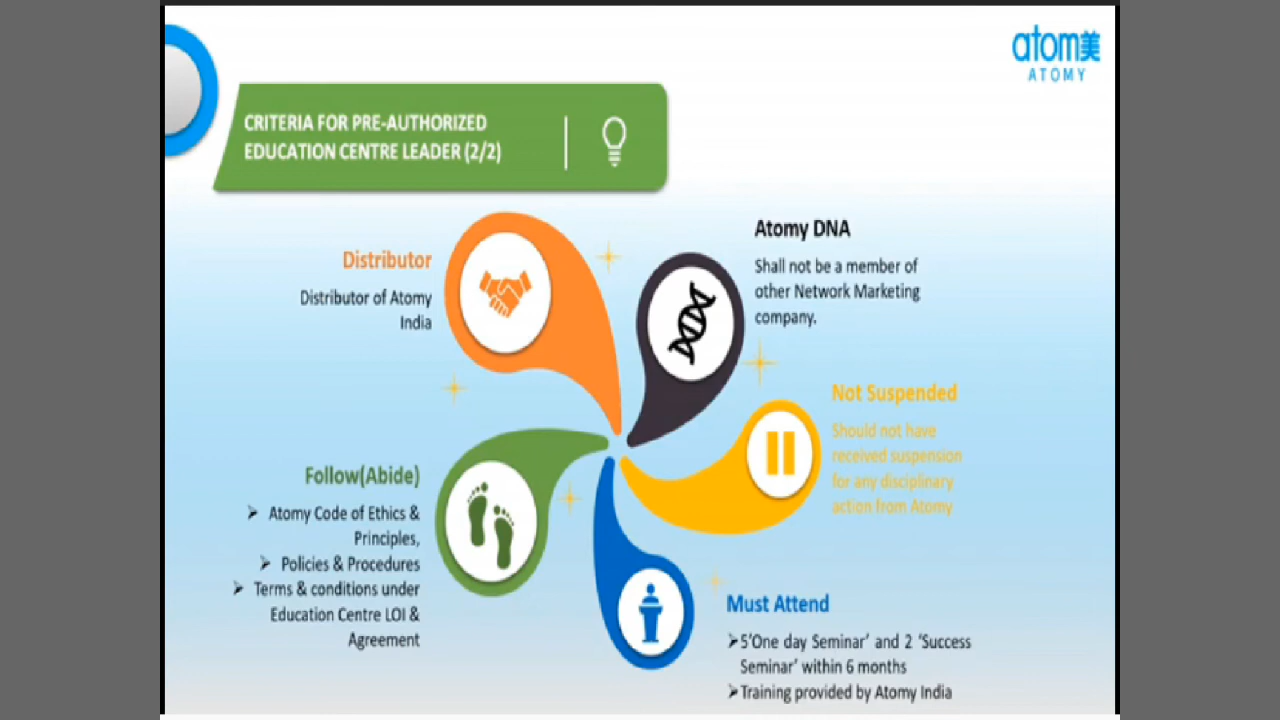 atom美
ATOMY
CRITERIA FOR PRE-AUTHORIZED
EDUCATION CENTRE LEADER (2/2)
Distributor
Distributor of Atomy
India
Atomy DNA
Shall not be a member of
other Network Marketing
company.
Not Suspended
Should not have
received suspension
for any disciplinary
action from Atomy
Follow(Abide)
➢ Atomy Code of Ethics &
Principles,
➢ Policies & Procedures
➢ Terms & conditions under
Education Centre LOI &
Agreement
Must Attend
➢5'One day Seminar' and 2 'Success
Seminar' within 6 months
➢Training provided by Atomy India